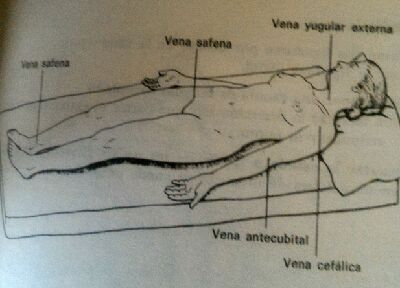 Vena yugular externa
Vena safena
Vena safena
Vena antecubital
Vena cefálica